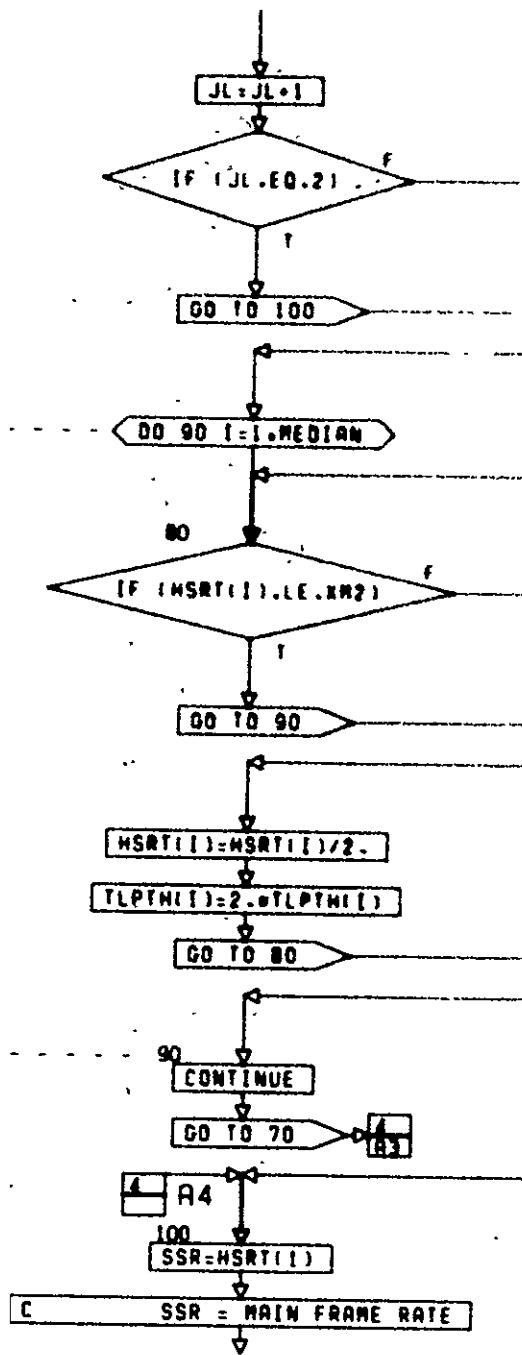 JL=JL+1
IF (JL.EQ.2)
F
T
GO TO 100
DO 90 I=1,MEDIAN
80
IF (HSRT(I).LE.XM2)
F
T
GO TO 90
HSRT(I)=HSRT(I)/2.
TLPTH(I)=2.*TLPTH(I)
GO TO 80
90
CONTINUE
GO TO 70
4
A3
4
A4
100
SSR=HSRT(1)
C SSR = MAIN FRAME RATE